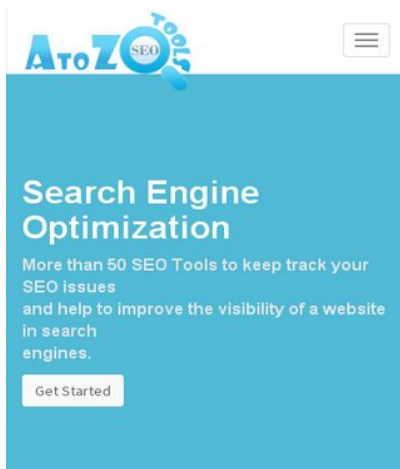 A TO Z SEO TOOLS
Search Engine
Optimization
More than 50 SEO Tools to keep track your
SEO issues
and help to improve the visibility of a website
in search
engines.
Get Started